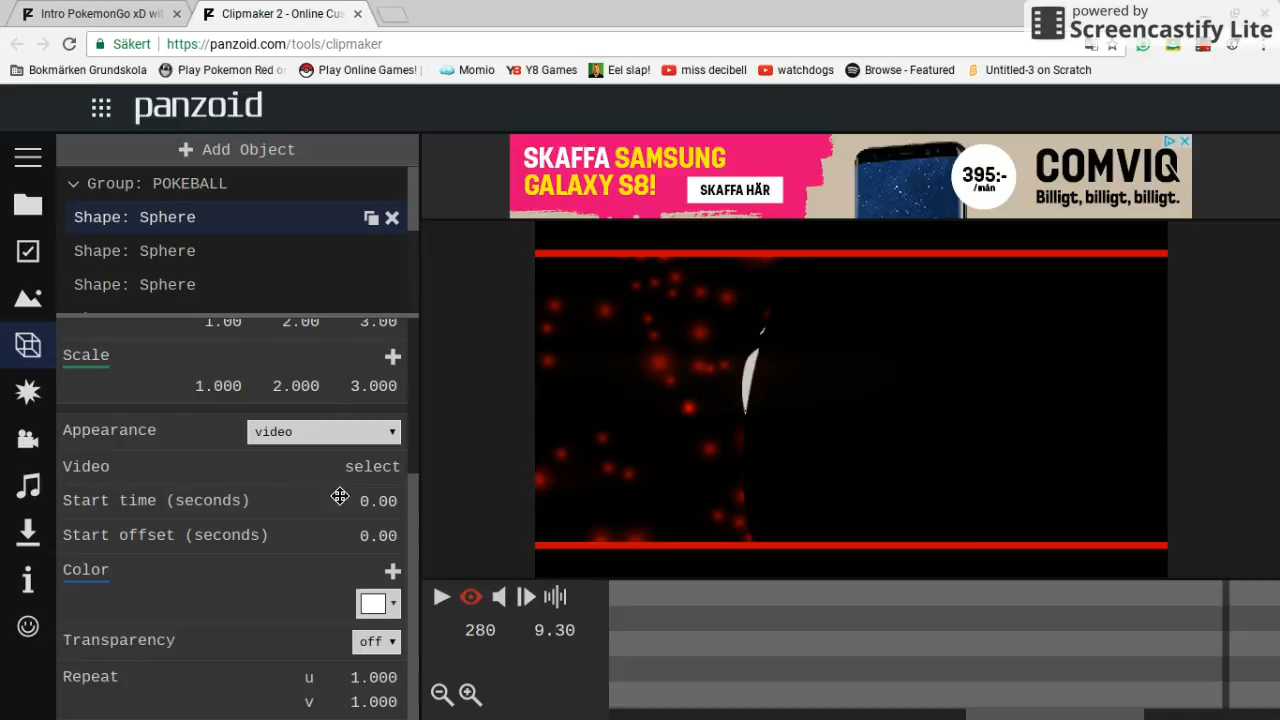 Intro PokemonGo xD wit
Clipmaker 2 - Online Cus
powered by
Screencastify Lite
Säkert
https://panzoid.com/tools/clipmaker
Bokmärken Grundskola
Play Pokemon Red or
Play Online Games! |
Momio
Y8 Y8 Games
Eel slap!
miss decibell
watchdogs
Browse - Featured
Untitled-3 on Scratch
panzoid
Add Object
Group: POKEBALL
Shape: Sphere
Shape: Sphere
Shape: Sphere
1.00 2.00 3.00
Scale
1.000 2.000 3.000
Appearance video
Video select
Start time (seconds) 0.00
Start offset (seconds) 0.00
Color
Transparency off
Repeat u 1.000
v 1.000
SKAFFA SAMSUNG
GALAXY S8!
SKAFFA HÄR
395:-
/mån
COMVIQ
Billigt, billigt, billigt.
280 9.30